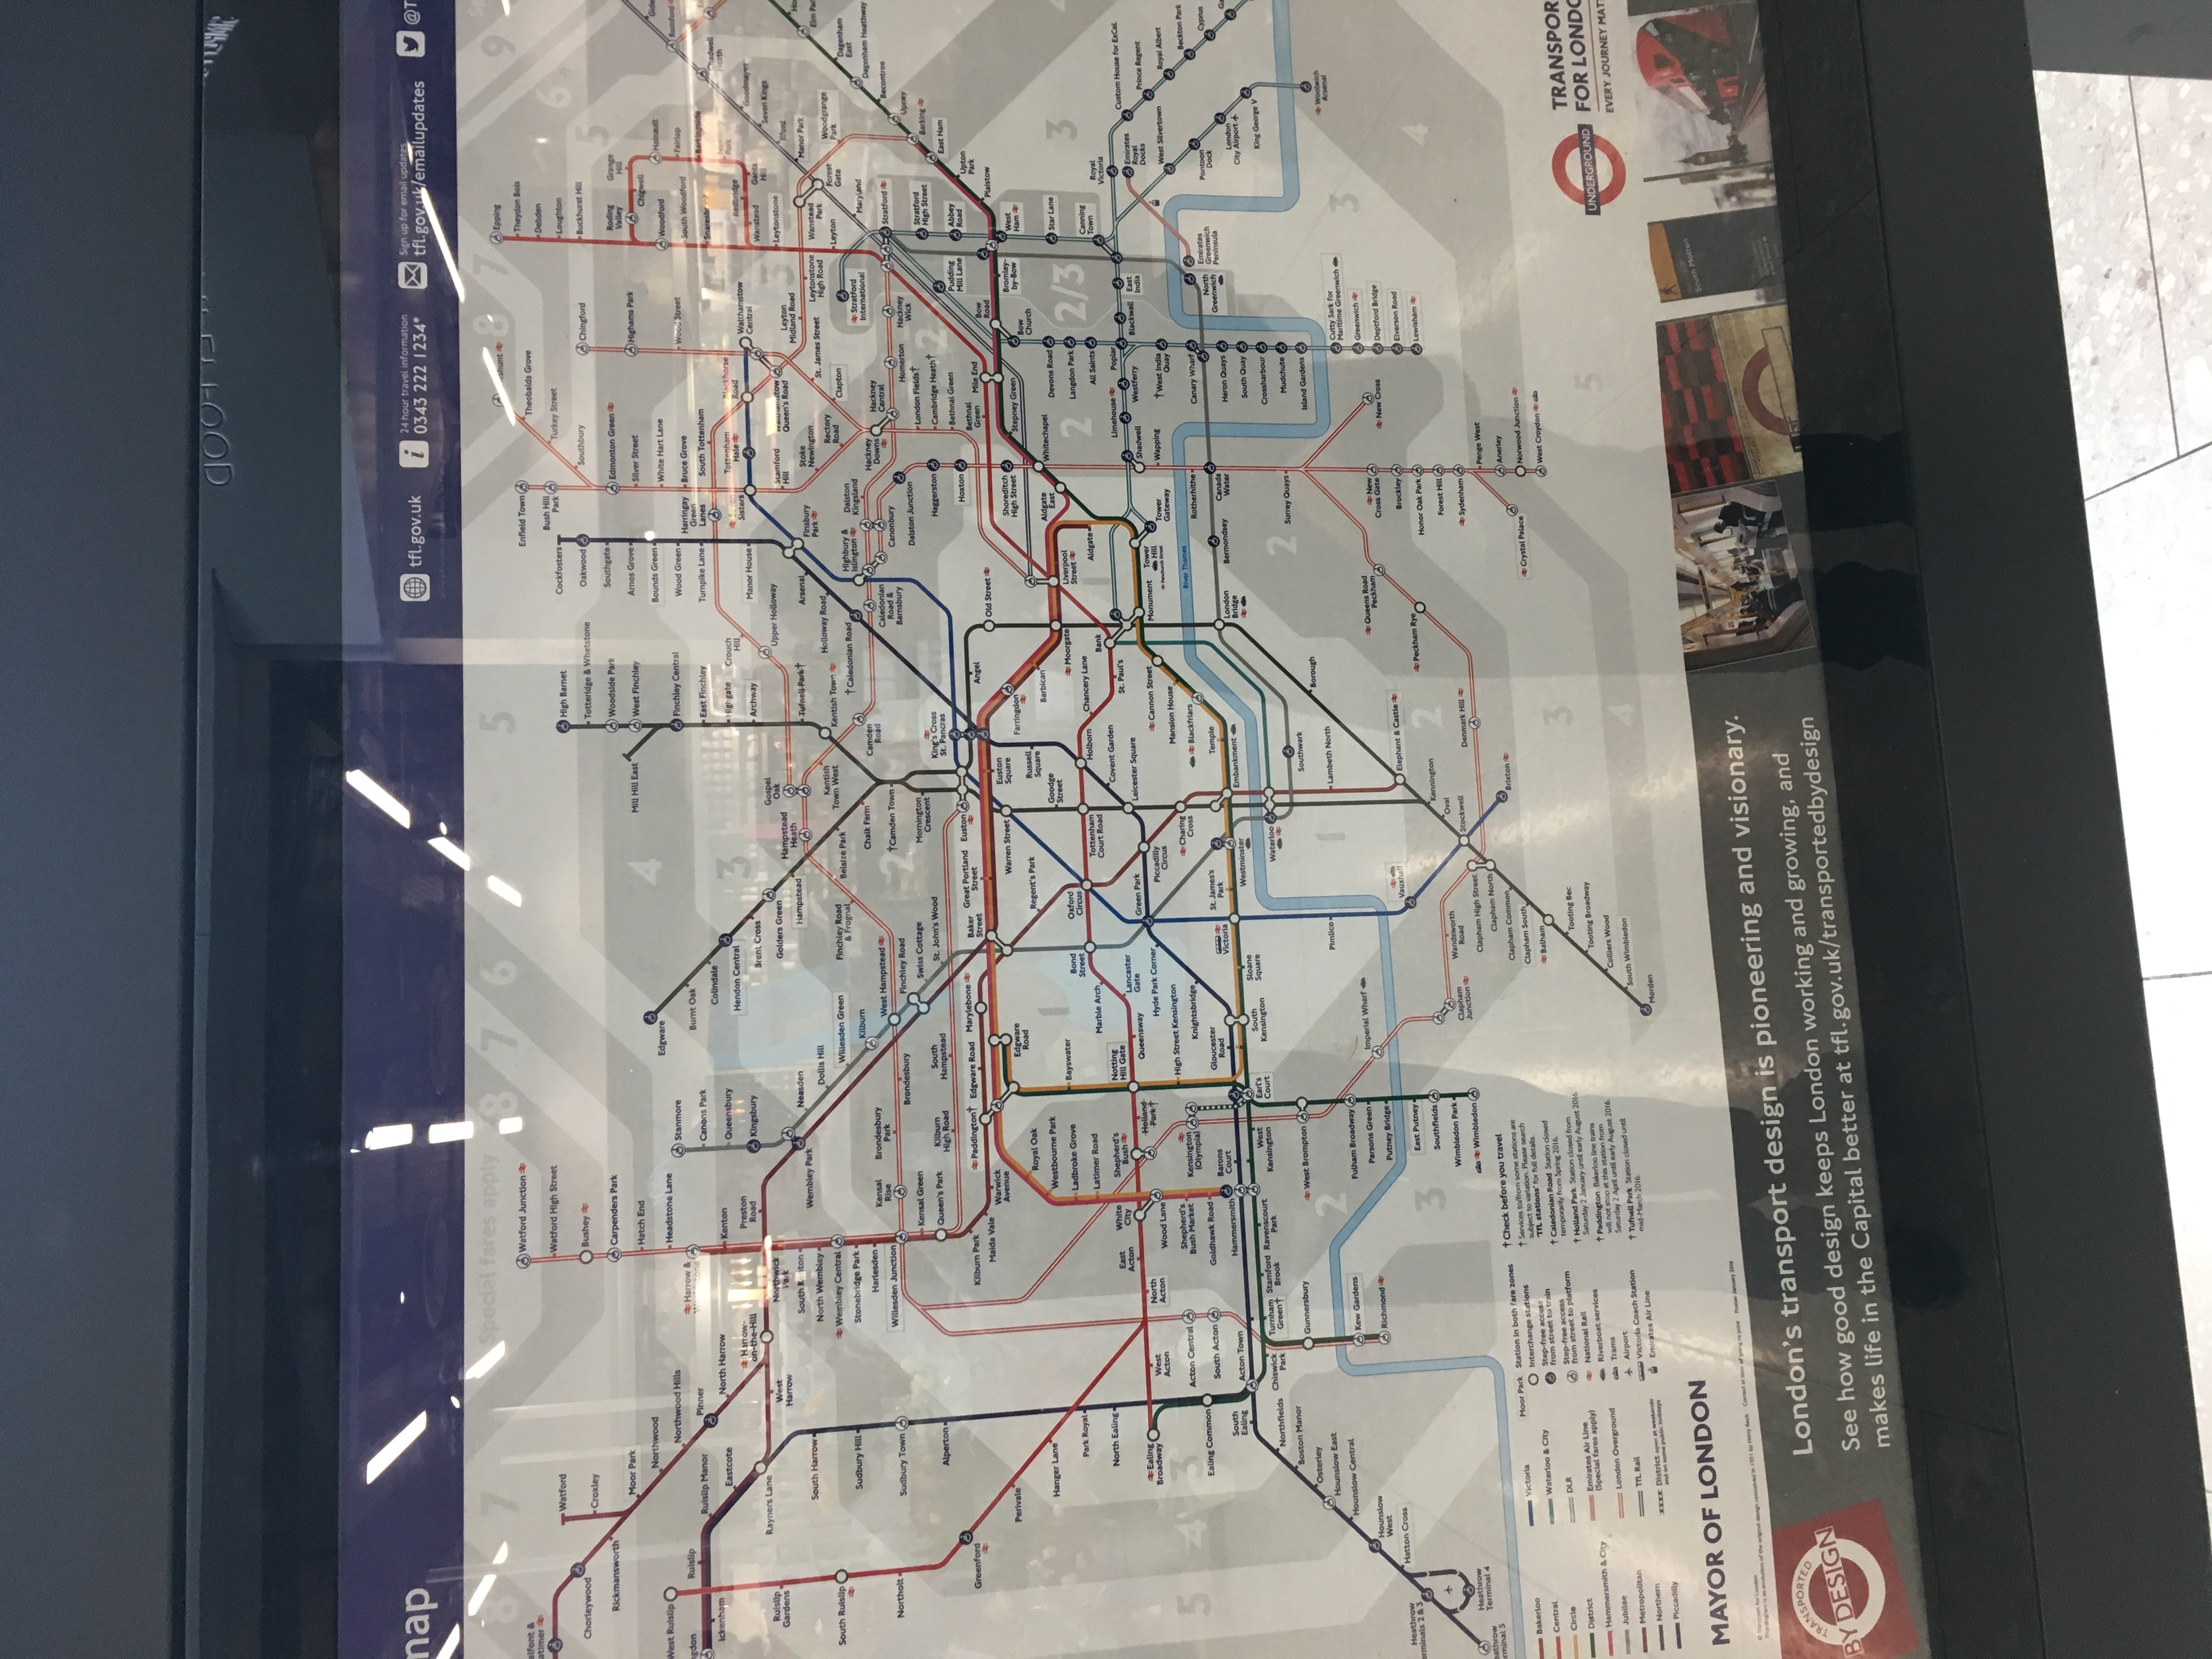 map
tfl.gov.uk
24 hour travel information
0343 222 1234*
Sign up for email updates
tfl.gov.uk/emailupdates
Special fares apply
Watford Junction
Watford High Street
Bushey
Carpenders Park
Hatch End
Headstone Lane
Kenton
Preston
Road
Northwick
Park
South Kenton
North Wembley
Wembley Central
Stonebridge Park
Harlesden
Willesden Junction
Kensal Green
Queen's Park
Kilburn Park
Maida Vale
Warwick
Avenue
Chorleywood
Rickmansworth
Watford
Croxley
Moor Park
Northwood
Northwood Hills
Pinner
North Harrow
Harrow-
on-the-Hill
West
Harrow
West Ruislip
Ickenham
Ruislip
Ruislip Manor
Eastcote
Rayners Lane
Ruislip
Gardens
South Ruislip
Northolt
Greenford
Perivale
Hanger Lane
South Harrow
Sudbury Hill
Sudbury Town
Alperton
Park Royal
North Ealing
Ealing
Broadway
West
Acton
North
Acton
East
Acton
White
City
Shepherd's
Bush
Holland
Park†
Notting
Hill Gate
Queensway
Lancaster
Gate
Marble Arch
Bond
Street
Oxford
Circus
Tottenham
Court Road
Holborn
Chancery Lane
St. Paul's
Bank
Stanmore
Canons Park
Queensbury
Kingsbury
Wembley Park
Neasden
Dollis Hill
Willesden Green
Kilburn
West Hampstead
Finchley Road
Swiss Cottage
St. John's Wood
Baker
Street
Edgware
Burnt Oak
Colindale
Hendon Central
Brent Cross
Golders Green
Hampstead
Belsize Park
Chalk Farm
†Camden Town
Mornington
Crescent
Euston
High Barnet
Totteridge & Whetstone
Woodside Park
West Finchley
Mill Hill East
Finchley Central
East Finchley
Highgate
Archway
Tufnell Park†
Kentish Town
Cockfosters
Oakwood
Southgate
Arnos Grove
Bounds Green
Wood Green
Turnpike Lane
Manor House
Finsbury
Park
Arsenal
Holloway Road
†Caledonian Road
King's Cross
St. Pancras
Enfield Town
Bush Hill
Park
Theobalds Grove
Turkey Street
Southbury
Edmonton Green
Silver Street
White Hart Lane
Bruce Grove
Harringay
Green
Lanes
South Tottenham
Tottenham
Hale
Blackhorse
Road
Walthamstow
Central
Chingford
Highams Park
Wood Street
Epping
Theydon Bois
Debden
Loughton
Buckhurst Hill
Roding
Valley
Chigwell
Grange
Hill
Hainault
Fairlop
Woodford
South Woodford
Redbridge
Gants
Hill
Wanstead
Leytonstone
Leyton
Crouch
Hill
Upper Holloway
Gospel
Oak
Hampstead
Heath
Finchley Road
& Frognal
Kentish
Town West
Camden
Road
Caledonian
Road &
Barnsbury
Highbury &
Islington
Canonbury
Dalston
Kingsland
Dalston Junction
Haggerston
Hoxton
Shoreditch
High Street
Hackney
Downs
Hackney
Central
Homerton
Hackney
Wick
Stratford
Stratford
International
Stamford
Hill
Stoke
Newington
Rectory
Road
Clapton
St. James Street
Leyton
Midland Road
Leytonstone
High Road
Wanstead
Park
Forest
Gate
Manor Park
Woodgrange
Park
Maryland
Ilford
Seven Kings
Goodmayes
Chadwell
Heath
Dagenham
East
Dagenham Heathway
Becontree
Upney
Barking
East Ham
Upton
Park
Plaistow
West
Ham
Bromley-
by-Bow
Bow
Road
Mile End
Stepney Green
Bethnal
Green
London Fields†
Cambridge Heath†
Bethnal Green
Whitechapel
Aldgate
East
Aldgate
Liverpool
Street
Moorgate
Barbican
Farringdon
Kensal
Rise
Brondesbury
Park
Brondesbury
Kilburn
High Road
South
Hampstead
Paddington†
Edgware Road
Marylebone
Edgware
Road
Great Portland
Street
Warren Street
Euston
Square
Russell
Square
Goodge
Street
Regent's Park
Angel
Old Street
Royal Oak
Westbourne Park
Ladbroke Grove
Latimer Road
Wood Lane
Shepherd's
Bush Market
Goldhawk Road
Hammersmith
Bayswater
High Street Kensington
Kensington
(Olympia)
Hyde Park Corner
Knightsbridge
Green Park
Piccadilly
Circus
Leicester Square
Covent Garden
Charing
Cross
Acton Central
South Acton
Ealing Common
South
Ealing
Acton Town
Chiswick
Park
Turnham
Green†
Stamford
Brook
Ravenscourt
Park
Barons
Court
West
Kensington
Earl's
Court
Gloucester
Road
South
Kensington
Sloane
Square
Victoria
St. James's
Park
Westminster
Embankment
Temple
Blackfriars
Mansion House
Cannon Street
Monument
Tower
Hill
Fenchurch Street
Tower
Gateway
River Thames
Northfields
Boston Manor
Osterley
Hounslow East
Hounslow Central
Hounslow
West
Hatton Cross
Heathrow
Terminal 4
Gunnersbury
Kew Gardens
Richmond
West Brompton
Fulham Broadway
Parsons Green
Putney Bridge
East Putney
Southfields
Wimbledon Park
Wimbledon
Imperial Wharf
Clapham
Junction
Wandsworth
Road
Clapham High Street
Clapham North
Clapham Common
Clapham South
Balham
Tooting Bec
Tooting Broadway
Colliers Wood
South Wimbledon
Morden
Pimlico
Vauxhall
Stockwell
Brixton
Oval
Kennington
Elephant & Castle
Lambeth North
Waterloo
Southwark
Borough
London
Bridge
Bermondsey
Canada
Water
Rotherhithe
Wapping
Shadwell
Limehouse
Westferry
Poplar
Blackwall
East
India
Canning
Town
Royal
Victoria
Custom House for ExCeL
Prince Regent
Royal Albert
Beckton Park
Cyprus
Emirates
Royal
Docks
West Silvertown
Pontoon
Dock
London
City Airport
King George V
Woolwich
Arsenal
Emirates
Greenwich
Peninsula
North
Greenwich
Pudding
Mill Lane
Stratford
High Street
Abbey
Road
Star Lane
Bow
Church
Devons Road
Langdon Park
All Saints
†West India
Quay
Canary Wharf
Heron Quays
South Quay
Crossharbour
Mudchute
Island Gardens
Cutty Sark for
Maritime Greenwich
Greenwich
Deptford Bridge
Elverson Road
Lewisham
Surrey Quays
Queens Road
Peckham
Peckham Rye
Denmark Hill
New
Cross Gate
New Cross
Brockley
Honor Oak Park
Forest Hill
Sydenham
Penge West
Anerley
Crystal Palace
Norwood Junction
West Croydon
Bakerloo
Central
Circle
District
Hammersmith & City
Jubilee
Metropolitan
Northern
Piccadilly
Victoria
Waterloo & City
DLR
Emirates Air Line
(Special fares apply)
London Overground
TfL Rail
District open at weekends
and on some public holidays
Moor Park Station in both fare zones
Interchange stations
Step-free access
from street to train
Step-free access
from street to platform
National Rail
Riverboat services
Trams
Airport
Victoria Coach Station
Emirates Air Line
†Check before you travel
† Services to/from some stations are
subject to variation. Please search
'TfL stations' for full details.
† Caledonian Road Station closed
temporarily from Spring 2016.
† Holland Park Station closed from
Saturday 2 January until early August 2016.
† Paddington Bakerloo line trains
will not stop at this station from
Saturday 2 April until early August 2016.
† Tufnell Park Station closed until
mid-March 2016.
MAYOR OF LONDON
UNDERGROUND
TRANSPOR
FOR LONDO
EVERY JOURNEY MAT
TRANSPORTED
BY DESIGN
London's transport design is pioneering and visionary.
See how good design keeps London working and growing, and
makes life in the Capital better at tfl.gov.uk/transportedbydesign